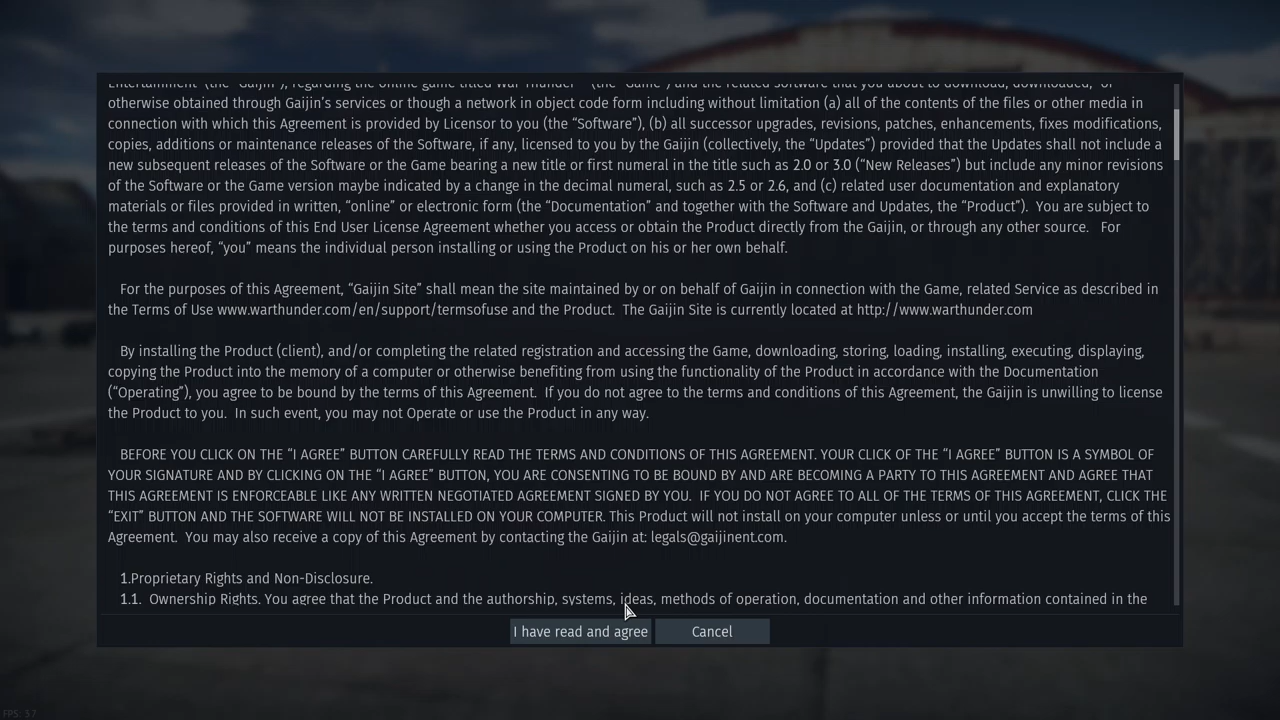 Entertainment (the “Gaijin”), regarding the online game titled War Thunder (the “Game”) and the related software that you about to download, downloaded, or
otherwise obtained through Gaijin’s services or though a network in object code form including without limitation (a) all of the contents of the files or other media in
connection with which this Agreement is provided by Licensor to you (the “Software”), (b) all successor upgrades, revisions, patches, enhancements, fixes modifications,
copies, additions or maintenance releases of the Software, if any, licensed to you by the Gaijin (collectively, the “Updates”) provided that the Updates shall not include a
new subsequent releases of the Software or the Game bearing a new title or first numeral in the title such as 2.0 or 3.0 (“New Releases”) but include any minor revisions
of the Software or the Game version maybe indicated by a change in the decimal numeral, such as 2.5 or 2.6, and (c) related user documentation and explanatory
materials or files provided in written, “online” or electronic form (the “Documentation” and together with the Software and Updates, the “Product”).  You are subject to
the terms and conditions of this End User License Agreement whether you access or obtain the Product directly from the Gaijin, or through any other source.   For
purposes hereof, “you” means the individual person installing or using the Product on his or her own behalf.
For the purposes of this Agreement, “Gaijin Site” shall mean the site maintained by or on behalf of Gaijin in connection with the Game, related Service as described in
the Terms of Use www.warthunder.com/en/support/termsofuse and the Product.  The Gaijin Site is currently located at http://www.warthunder.com
By installing the Product (client), and/or completing the related registration and accessing the Game, downloading, storing, loading, installing, executing, displaying,
copying the Product into the memory of a computer or otherwise benefiting from using the functionality of the Product in accordance with the Documentation
(“Operating”), you agree to be bound by the terms of this Agreement.  If you do not agree to the terms and conditions of this Agreement, the Gaijin is unwilling to license
the Product to you.  In such event, you may not Operate or use the Product in any way.
BEFORE YOU CLICK ON THE “I AGREE” BUTTON CAREFULLY READ THE TERMS AND CONDITIONS OF THIS AGREEMENT. YOUR CLICK OF THE “I AGREE” BUTTON IS A SYMBOL OF
YOUR SIGNATURE AND BY CLICKING ON THE “I AGREE” BUTTON, YOU ARE CONSENTING TO BE BOUND BY AND ARE BECOMING A PARTY TO THIS AGREEMENT AND AGREE THAT
THIS AGREEMENT IS ENFORCEABLE LIKE ANY WRITTEN NEGOTIATED AGREEMENT SIGNED BY YOU.  IF YOU DO NOT AGREE TO ALL OF THE TERMS OF THIS AGREEMENT, CLICK THE
“EXIT” BUTTON AND THE SOFTWARE WILL NOT BE INSTALLED ON YOUR COMPUTER. This Product will not install on your computer unless or until you accept the terms of this
Agreement.  You may also receive a copy of this Agreement by contacting the Gaijin at: legals@gaijinent.com.
1.Proprietary Rights and Non-Disclosure.
1.1.  Ownership Rights. You agree that the Product and the authorship, systems, ideas, methods of operation, documentation and other information contained in the
I have read and agree
Cancel
FPS: 57